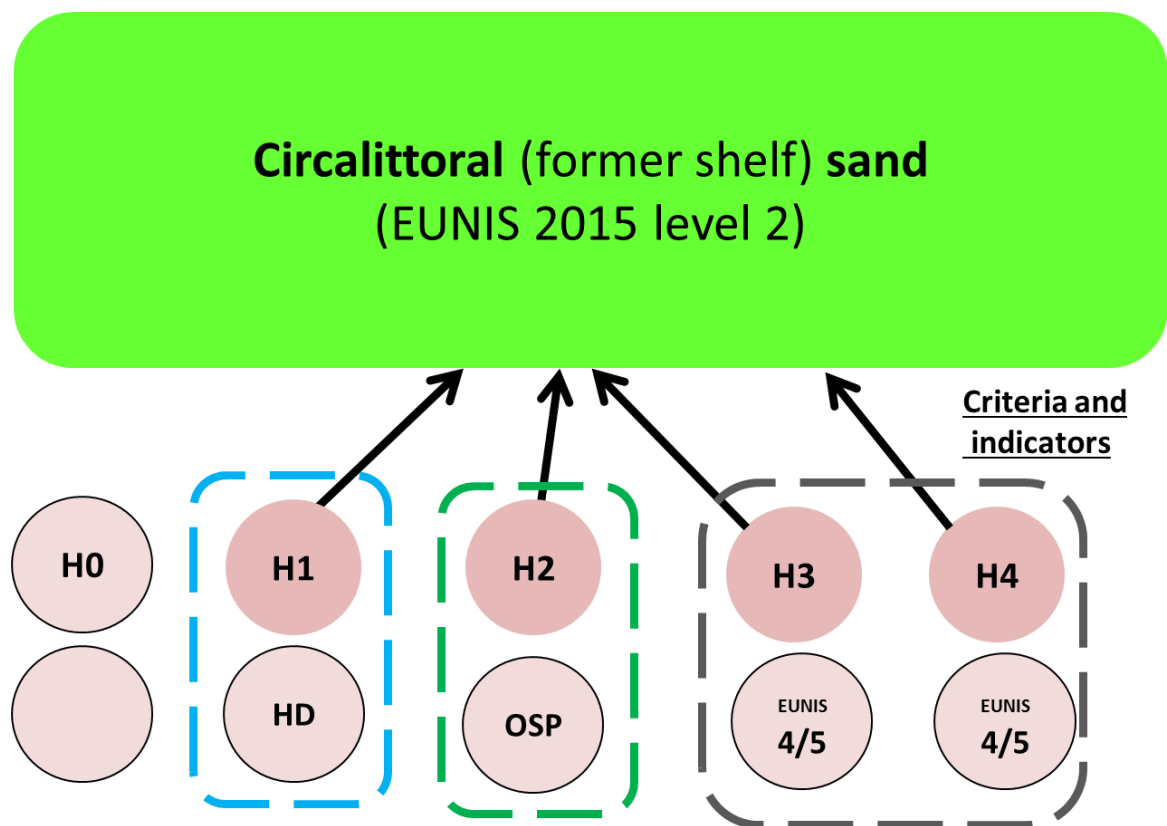 Circalittoral (former shelf) sand
(EUNIS 2015 level 2)
Criteria and
indicators
H0
H1
H2
H3
H4
HD
OSP
EUNIS
4/5
EUNIS
4/5